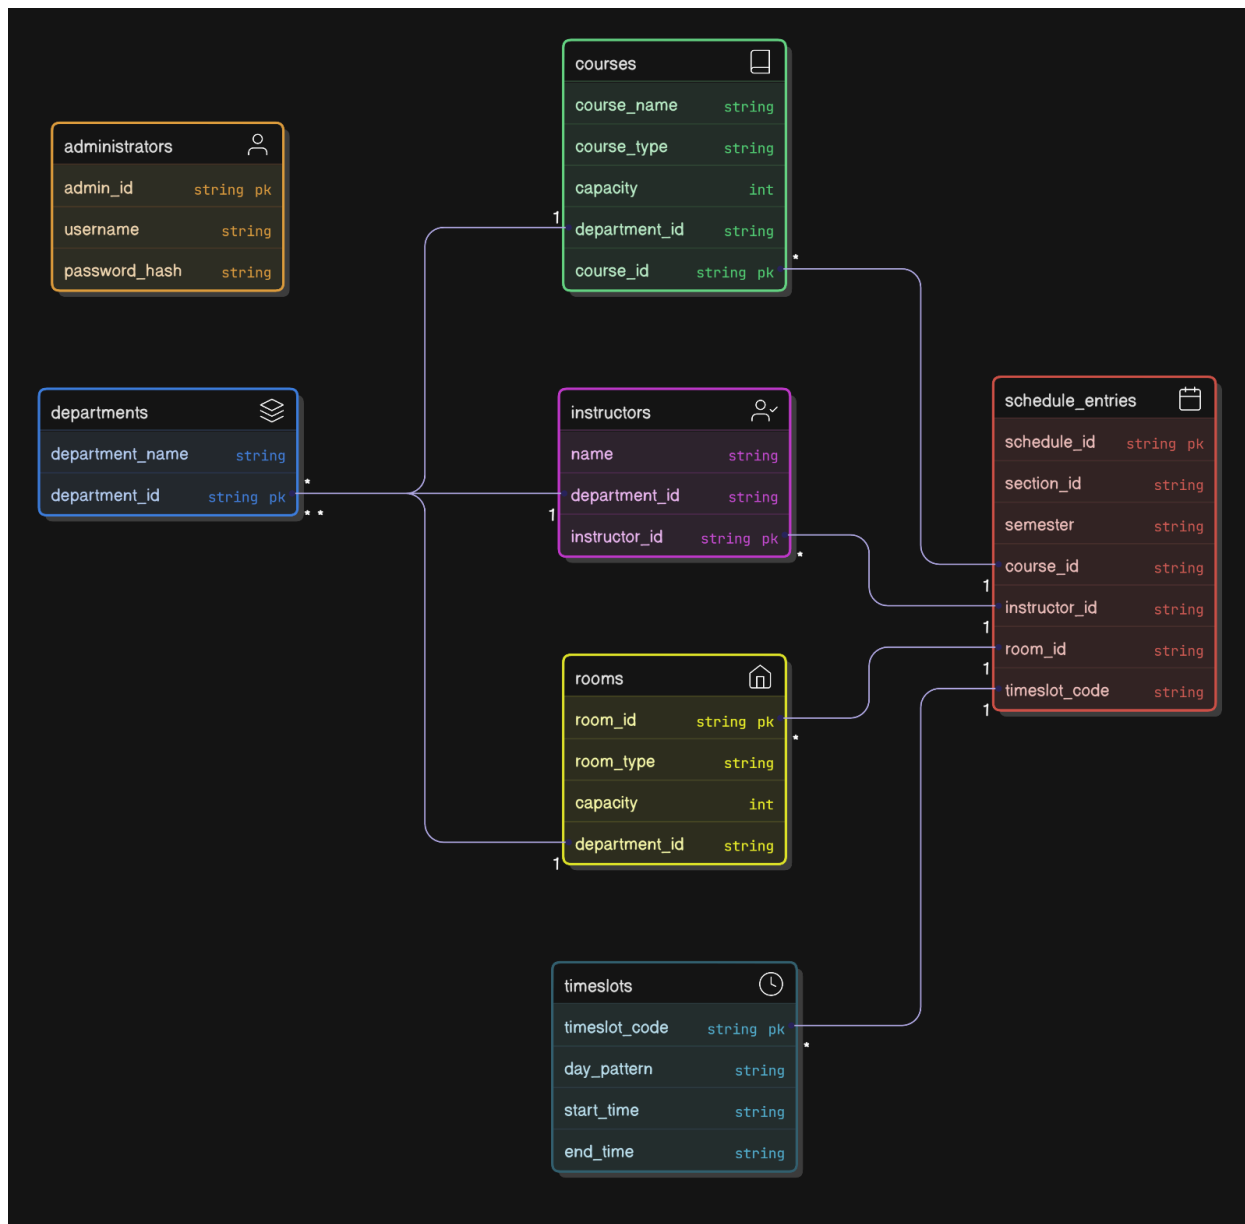 courses
course_name string
course_type string
capacity int
1
department_id string
course_id string pk
*
administrators
admin_id string pk
username string
password_hash string
departments
department_name string
department_id string pk
*
* *
instructors
name string
department_id string
1
instructor_id string pk
*
schedule_entries
schedule_id string pk
section_id string
semester string
course_id string
1
instructor_id string
1
room_id string
1
timeslot_code string
1
rooms
room_id string pk
*
room_type string
capacity int
department_id string
1
timeslots
timeslot_code string pk
*
day_pattern string
start_time string
end_time string